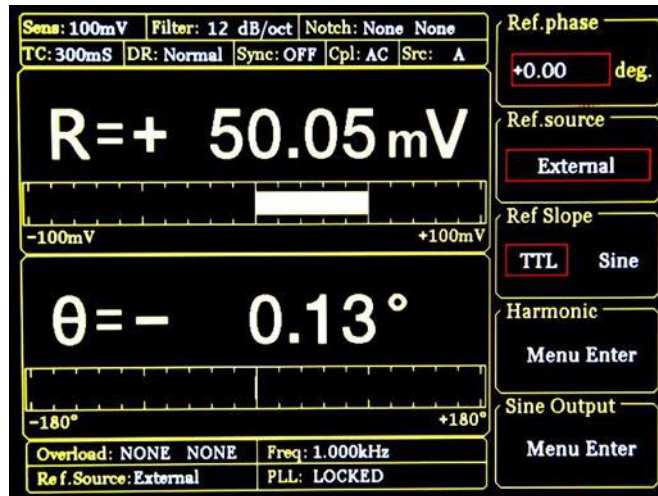 Sens: 100mV Filter: 12 dB/oct Notch: None None
TC: 300mS DR: Normal Sync: OFF Cpl: AC Src: A
R=+ 50.05 mV
-100mV +100mV
θ=- 0.13°
-180° +180°
Overload: NONE NONE Freq: 1.000kHz
Ref.Source: External PLL: LOCKED
Ref.phase
+0.00 deg.
Ref.source
External
Ref Slope
TTL Sine
Harmonic
Menu Enter
Sine Output
Menu Enter